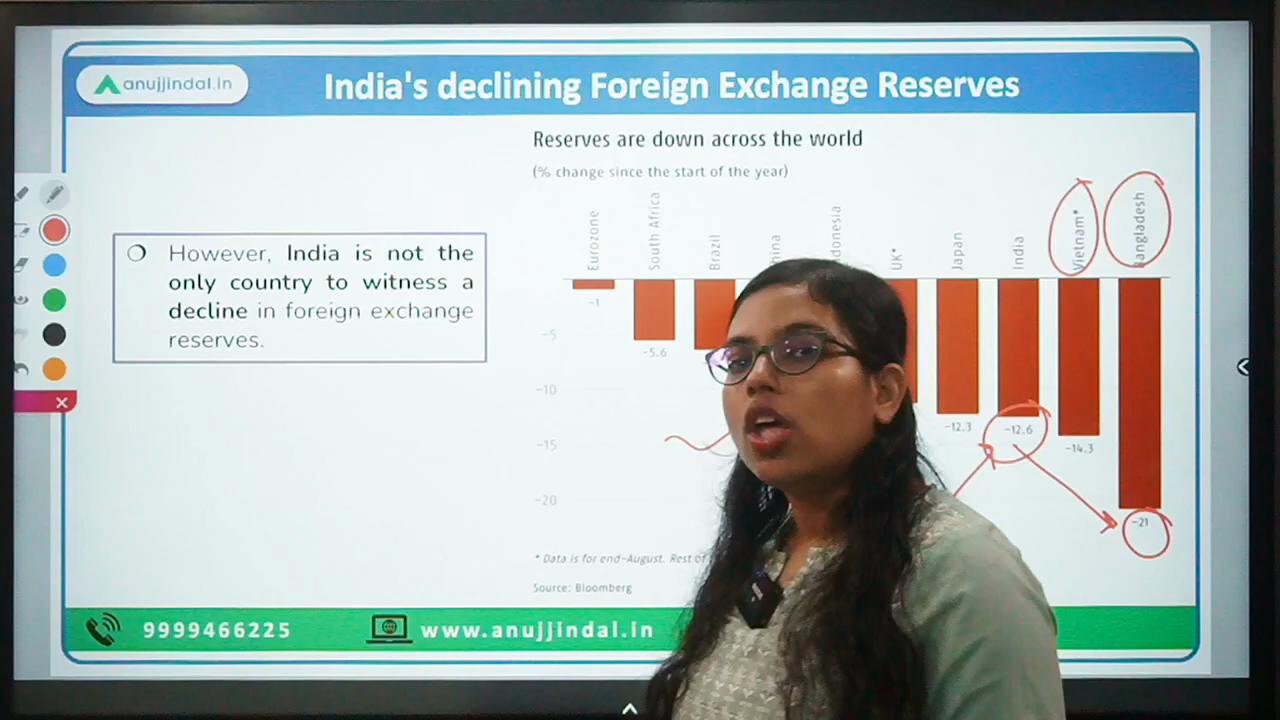 anujjindal.in
India's declining Foreign Exchange Reserves
Reserves are down across the world
(% change since the start of the year)
Eurozone
South Africa
Brazil
UK*
Japan
India
Vietnam*
-1
-5
-5.6
-10
-12.3
-12.6
-14.3
-15
-20
-21
* Data is for end-August. Rest of
Source: Bloomberg
❍ However, India is not the
only country to witness a
decline in foreign exchange
reserves.
9999466225
www.anujjindal.in